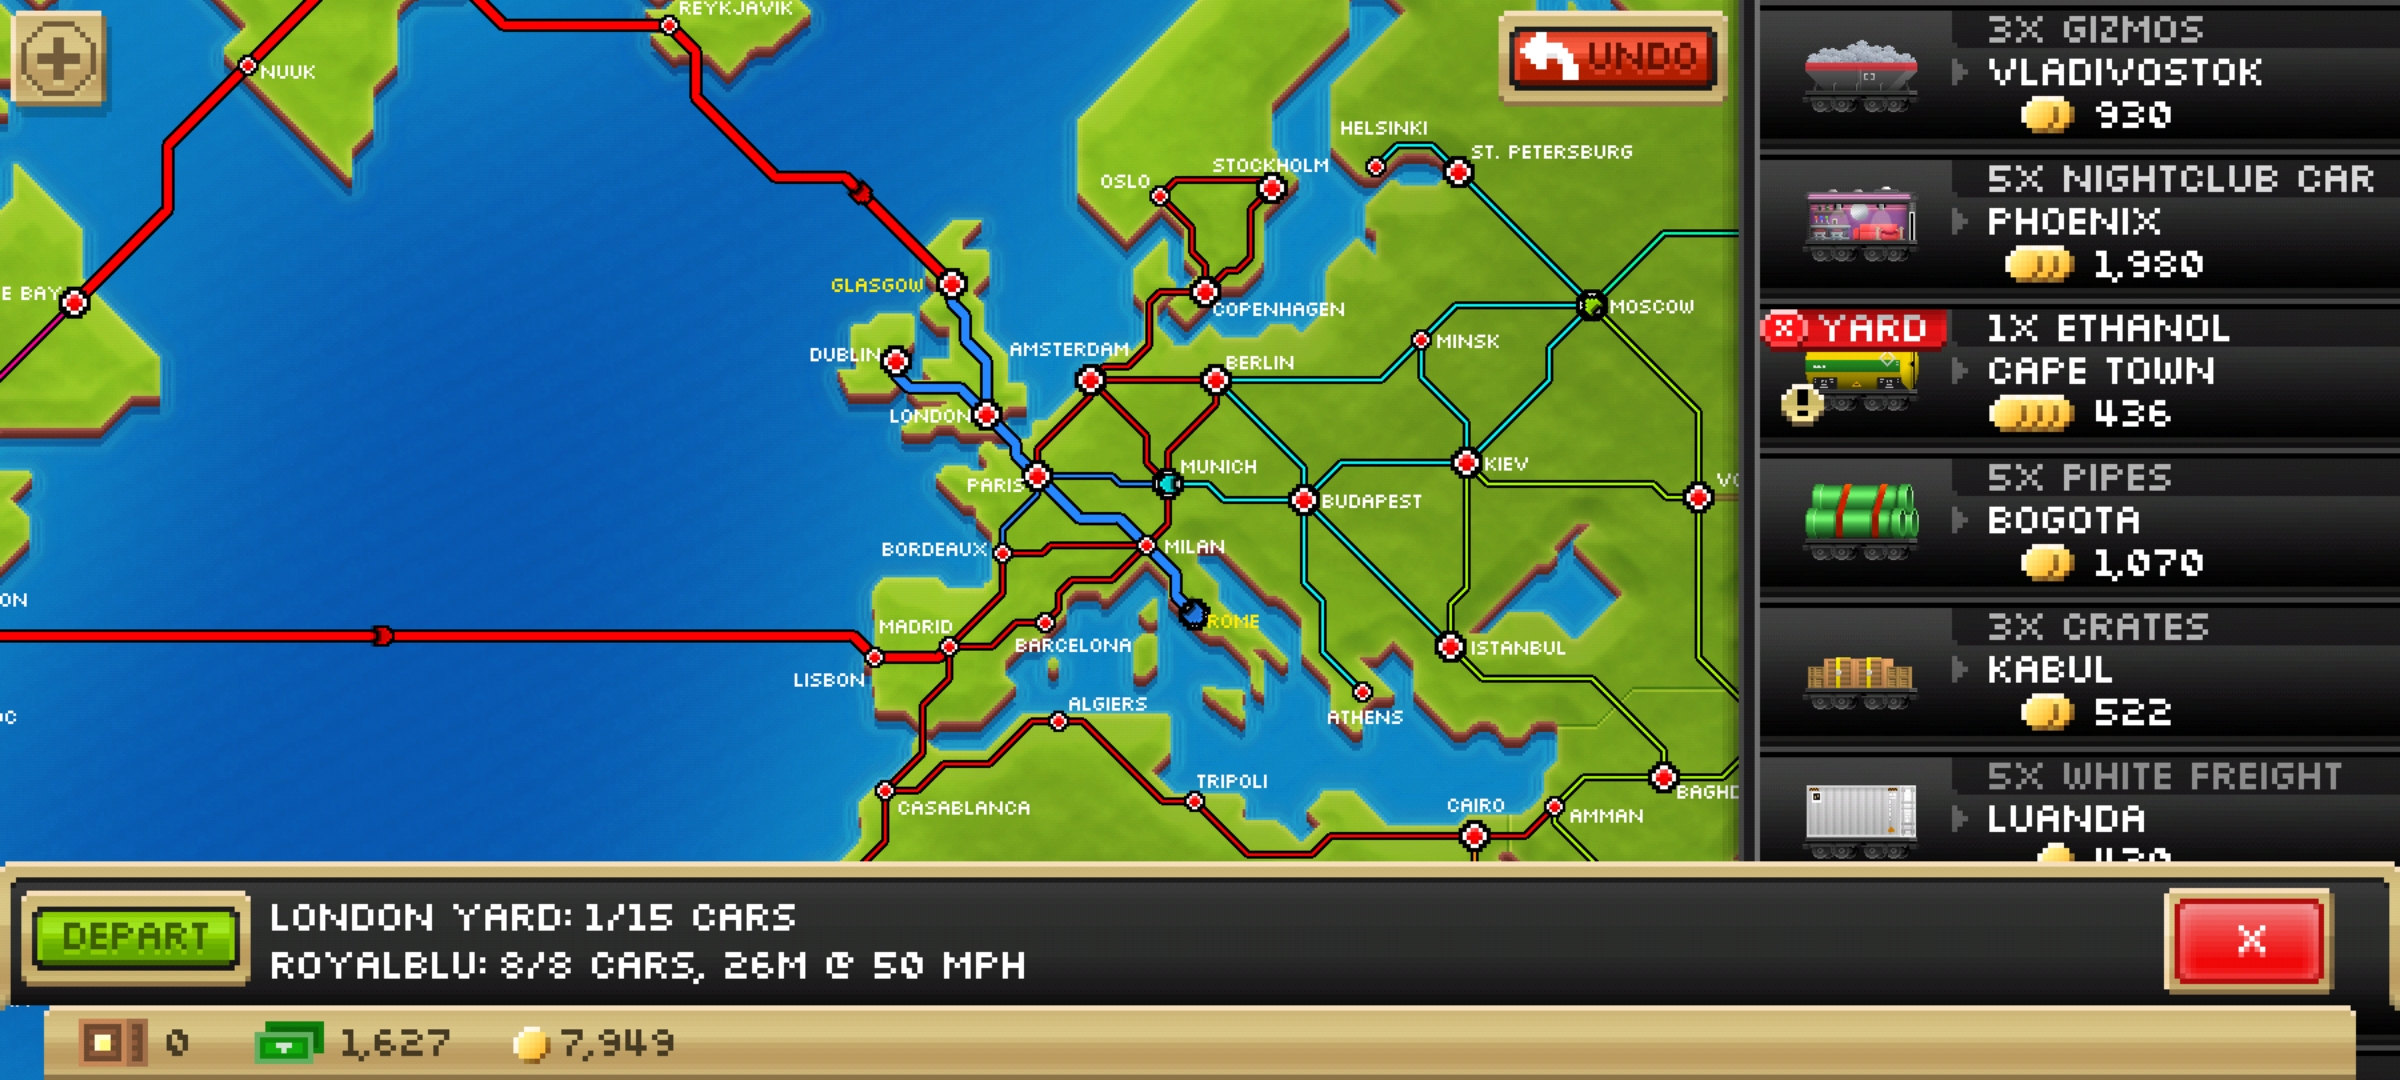 REYKJAVIK
NUUK
E BAY
ON
OC
GLASGOW
DUBLIN
LONDON
PARIS
BORDEAUX
MADRID
LISBON
BARCELONA
CASABLANCA
ALGIERS
TRIPOLI
CAIRO
AMMAN
BAGHD
OSLO
STOCKHOLM
COPENHAGEN
AMSTERDAM
BERLIN
MUNICH
MILAN
ROME
BUDAPEST
ATHENS
ISTANBUL
KIEV
MINSK
MOSCOW
HELSINKI
ST. PETERSBURG
VO
UNDO
3X GIZMOS
VLADIVOSTOK
930
5X NIGHTCLUB CAR
PHOENIX
1,980
X YARD
1X ETHANOL
CAPE TOWN
436
5X PIPES
BOGOTA
1,070
3X CRATES
KABUL
522
5X WHITE FREIGHT
LUANDA
DEPART
LONDON YARD: 1/15 CARS
ROYALBLU: 8/8 CARS, 26M @ 50 MPH
X
0
1,627
7,949